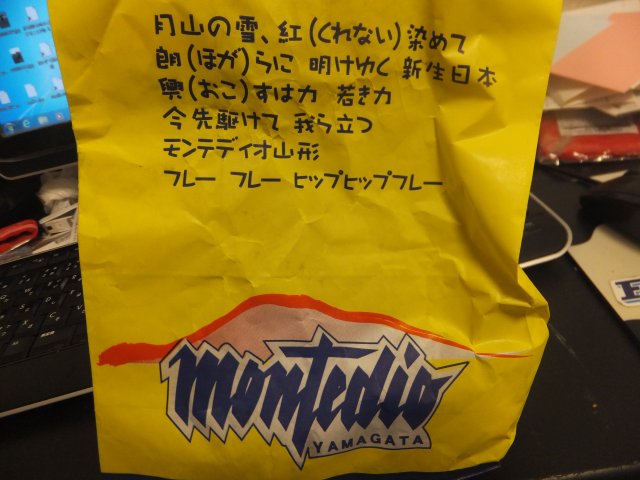 月山の雪、紅(くれない)染めて
朗(ほが)らに 明けゆく 新生日本
興(おこ)すは力 若き力
今先駆けて 我ら立つ
モンテディオ山形
フレー フレー ヒップヒップフレー
montedio
YAMAGATA